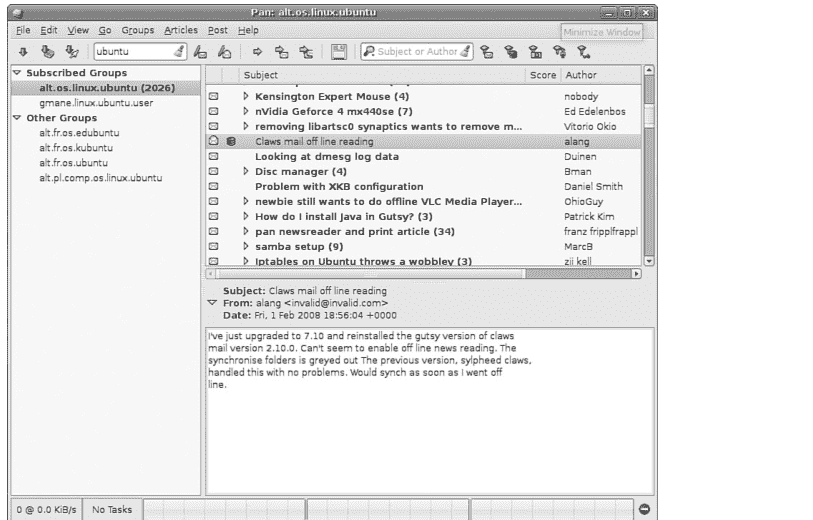 Pan: alt.os.linux.ubuntu
File Edit View Go Groups Articles Post Help
Minimize Window
ubuntu
Subject or Author
Subscribed Groups
alt.os.linux.ubuntu (2026)
gmane.linux.ubuntu.user
Other Groups
alt.fr.os.edubuntu
alt.fr.os.kubuntu
alt.fr.os.ubuntu
alt.pl.comp.os.linux.ubuntu
Subject Score Author
Kensington Expert Mouse (4) nobody
nVidia Geforce 4 mx440se (7) Ed Edelenbos
removing libartsc0 synaptics wants to remove m... Vitorio Okio
Claws mail off line reading alang
Looking at dmesg log data Duinen
Disc manager (4) Bman
Problem with XKB configuration Daniel Smith
newbie still wants to do offline VLC Media Player... OhioGuy
How do I install Java in Gutsy? (3) Patrick Kim
pan newsreader and print article (34) franz fripplfrappl
samba setup (9) MarcB
Iptables on Ubuntu throws a wobbley (3) zii kell
Subject: Claws mail off line reading
From: alang <invalid@invalid.com>
Date: Fri, 1 Feb 2008 18:56:04 +0000
I've just upgraded to 7.10 and reinstalled the gutsy version of claws
mail version 2.10.0. Can't seem to enable off line news reading. The
synchronise folders is greyed out The previous version, sylpheed claws,
handled this with no problems. Would synch as soon as I went off
line.
0 @ 0.0 KiB/s No Tasks